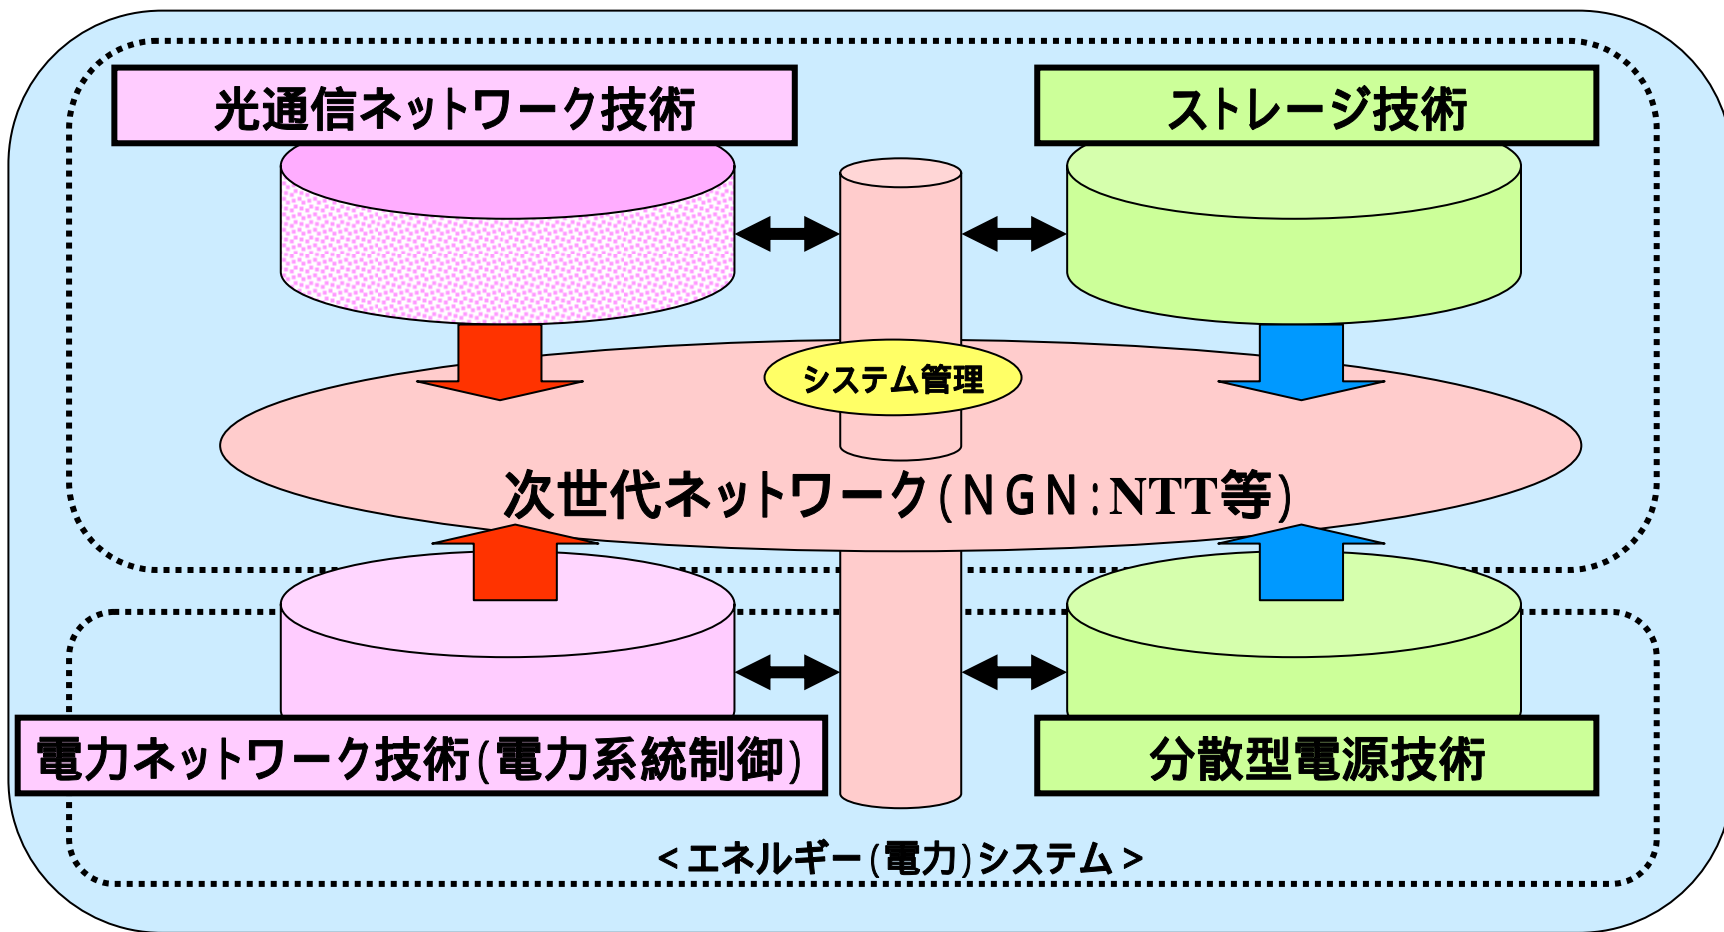 光通信ネットワーク技術
ストレージ技術
システム管理
次世代ネットワーク(NGN:NTT等)
電力ネットワーク技術(電力系統制御)
分散型電源技術
<エネルギー(電力)システム>